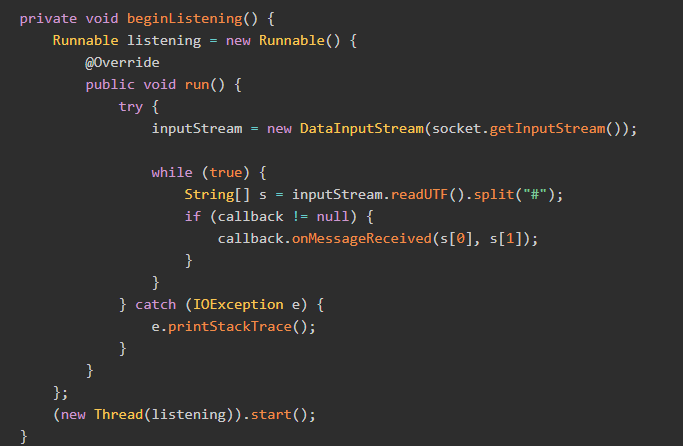 private void beginListening() {
    Runnable listening = new Runnable() {
        @Override
        public void run() {
            try {
                inputStream = new DataInputStream(socket.getInputStream());

                while (true) {
                    String[] s = inputStream.readUTF().split("#");
                    if (callback != null) {
                        callback.onMessageReceived(s[0], s[1]);
                    }
                }
            } catch (IOException e) {
                e.printStackTrace();
            }
        }
    };
    (new Thread(listening)).start();
}